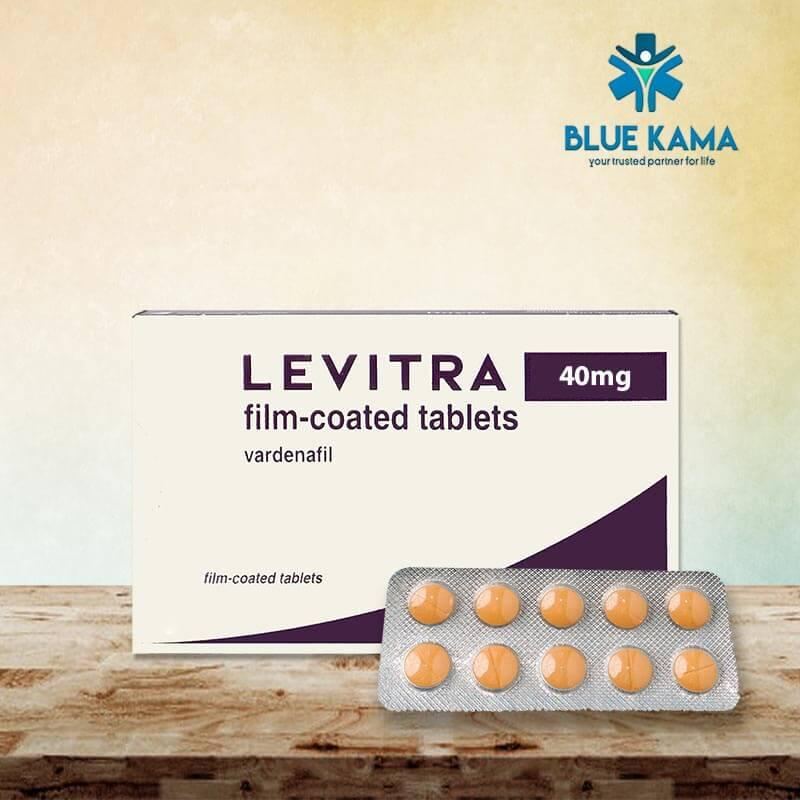 BLUE KAMA
your trusted partner for life
LEVITRA 40mg
film-coated tablets
vardenafil
film-coated tablets